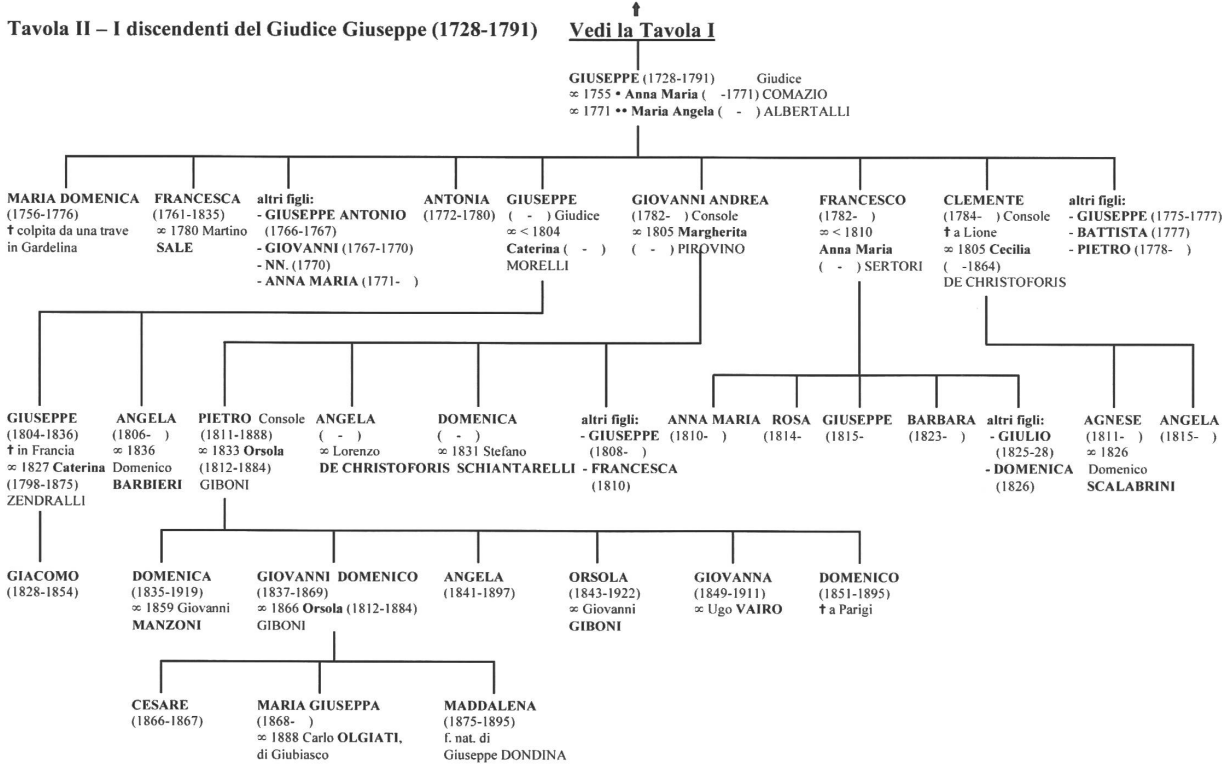 Tavola II – I discendenti del Giudice Giuseppe (1728-1791) Vedi la Tavola I
GIUSEPPE (1728-1791) Giudice
∞ 1755 • Anna Maria ( -1771) COMAZIO
∞ 1771 •• Maria Angela ( - ) ALBERTALLI
MARIA DOMENICA
(1756-1776)
† colpita da una trave
in Gardelina
FRANCESCA
(1761-1835)
∞ 1780 Martino
SALE
altri figli:
- GIUSEPPE ANTONIO
(1766-1767)
- GIOVANNI (1767-1770)
- NN. (1770)
- ANNA MARIA (1771- )
ANTONIA
(1772-1780)
GIUSEPPE
( - ) Giudice
∞ < 1804
Caterina ( - )
MORELLI
GIOVANNI ANDREA
(1782- ) Console
∞ 1805 Margherita
( - ) PIROVINO
FRANCESCO
(1782- )
∞ < 1810
Anna Maria
( - ) SERTORI
CLEMENTE
(1784- ) Console
† a Lione
∞ 1805 Cecilia
( -1864)
DE CHRISTOFORIS
altri figli:
- GIUSEPPE (1775-1777)
- BATTISTA (1777)
- PIETRO (1778- )
GIUSEPPE
(1804-1836)
† in Francia
∞ 1827 Caterina
(1798-1875)
ZENDRALLI
ANGELA
(1806- )
∞ 1836
Domenico
BARBIERI
PIETRO Console
(1811-1888)
∞ 1833 Orsola
(1812-1884)
GIBONI
ANGELA
( - )
∞ Lorenzo
DE CHRISTOFORIS
DOMENICA
( - )
∞ 1831 Stefano
SCHIANTARELLI
altri figli:
- GIUSEPPE
(1808- )
- FRANCESCA
(1810)
ANNA MARIA
(1810- )
ROSA
(1814-
GIUSEPPE
(1815-
BARBARA
(1823- )
altri figli:
- GIULIO
(1825-28)
- DOMENICA
(1826)
AGNESE
(1811- )
∞ 1826
Domenico
SCALABRINI
ANGELA
(1815- )
GIACOMO
(1828-1854)
DOMENICA
(1835-1919)
∞ 1859 Giovanni
MANZONI
GIOVANNI DOMENICO
(1837-1869)
∞ 1866 Orsola (1812-1884)
GIBONI
ANGELA
(1841-1897)
ORSOLA
(1843-1922)
∞ Giovanni
GIBONI
GIOVANNA
(1849-1911)
∞ Ugo VAIRO
DOMENICO
(1851-1895)
† a Parigi
CESARE
(1866-1867)
MARIA GIUSEPPA
(1868- )
∞ 1888 Carlo OLGIATI,
di Giubiasco
MADDALENA
(1875-1895)
f. nat. di
Giuseppe DONDINA